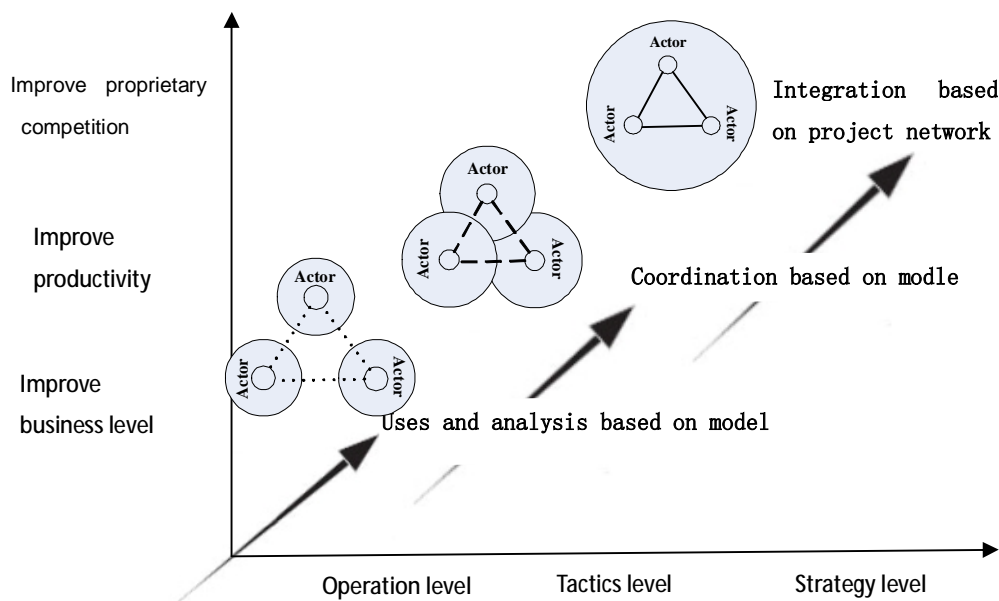 Actor
Improve proprietary
competition
Actor
Actor
Integration based
on project network
Actor
Improve
productivity
Actor
Actor
Coordination based on modle
Actor
Improve
business level
Actor
Actor
Uses and analysis based on model
Operation level
Tactics level
Strategy level